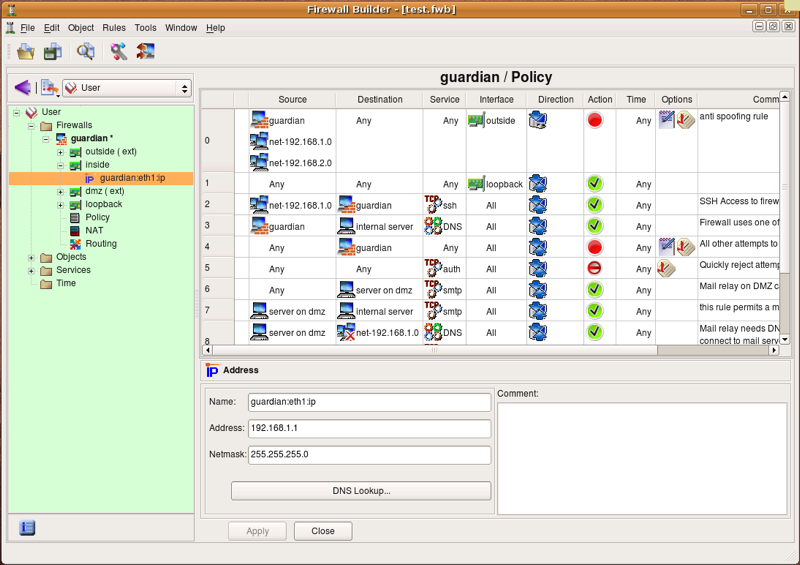 Firewall Builder - [test.fwb]
File Edit Object Rules Tools Window Help
User
guardian / Policy
User
Firewalls
guardian *
outside ( ext)
inside
guardian:eth1:ip
dmz ( ext)
loopback
Policy
NAT
Routing
Objects
Services
Time
Source Destination Service Interface Direction Action Time Options Comm
0 guardian Any Any outside Any anti spoofing rule
net-192.168.1.0
net-192.168.2.0
1 Any Any Any loopback Any
2 net-192.168.1.0 guardian TCP ssh All Any SSH Access to firew
3 guardian internal server DNS All Any Firewall uses one of
4 Any guardian Any All Any All other attempts to
5 Any Any TCP auth All Any Quickly reject attemp
6 Any server on dmz TCP smtp All Any Mail relay on DMZ c
7 server on dmz internal server TCP smtp All Any this rule permits a m
8 server on dmz net-192.168.1.0 DNS All Any Mail relay needs DN
connect to mail serv
IP Address
Name: guardian:eth1:ip
Address: 192.168.1.1
Netmask: 255.255.255.0
DNS Lookup...
Comment:
Apply Close